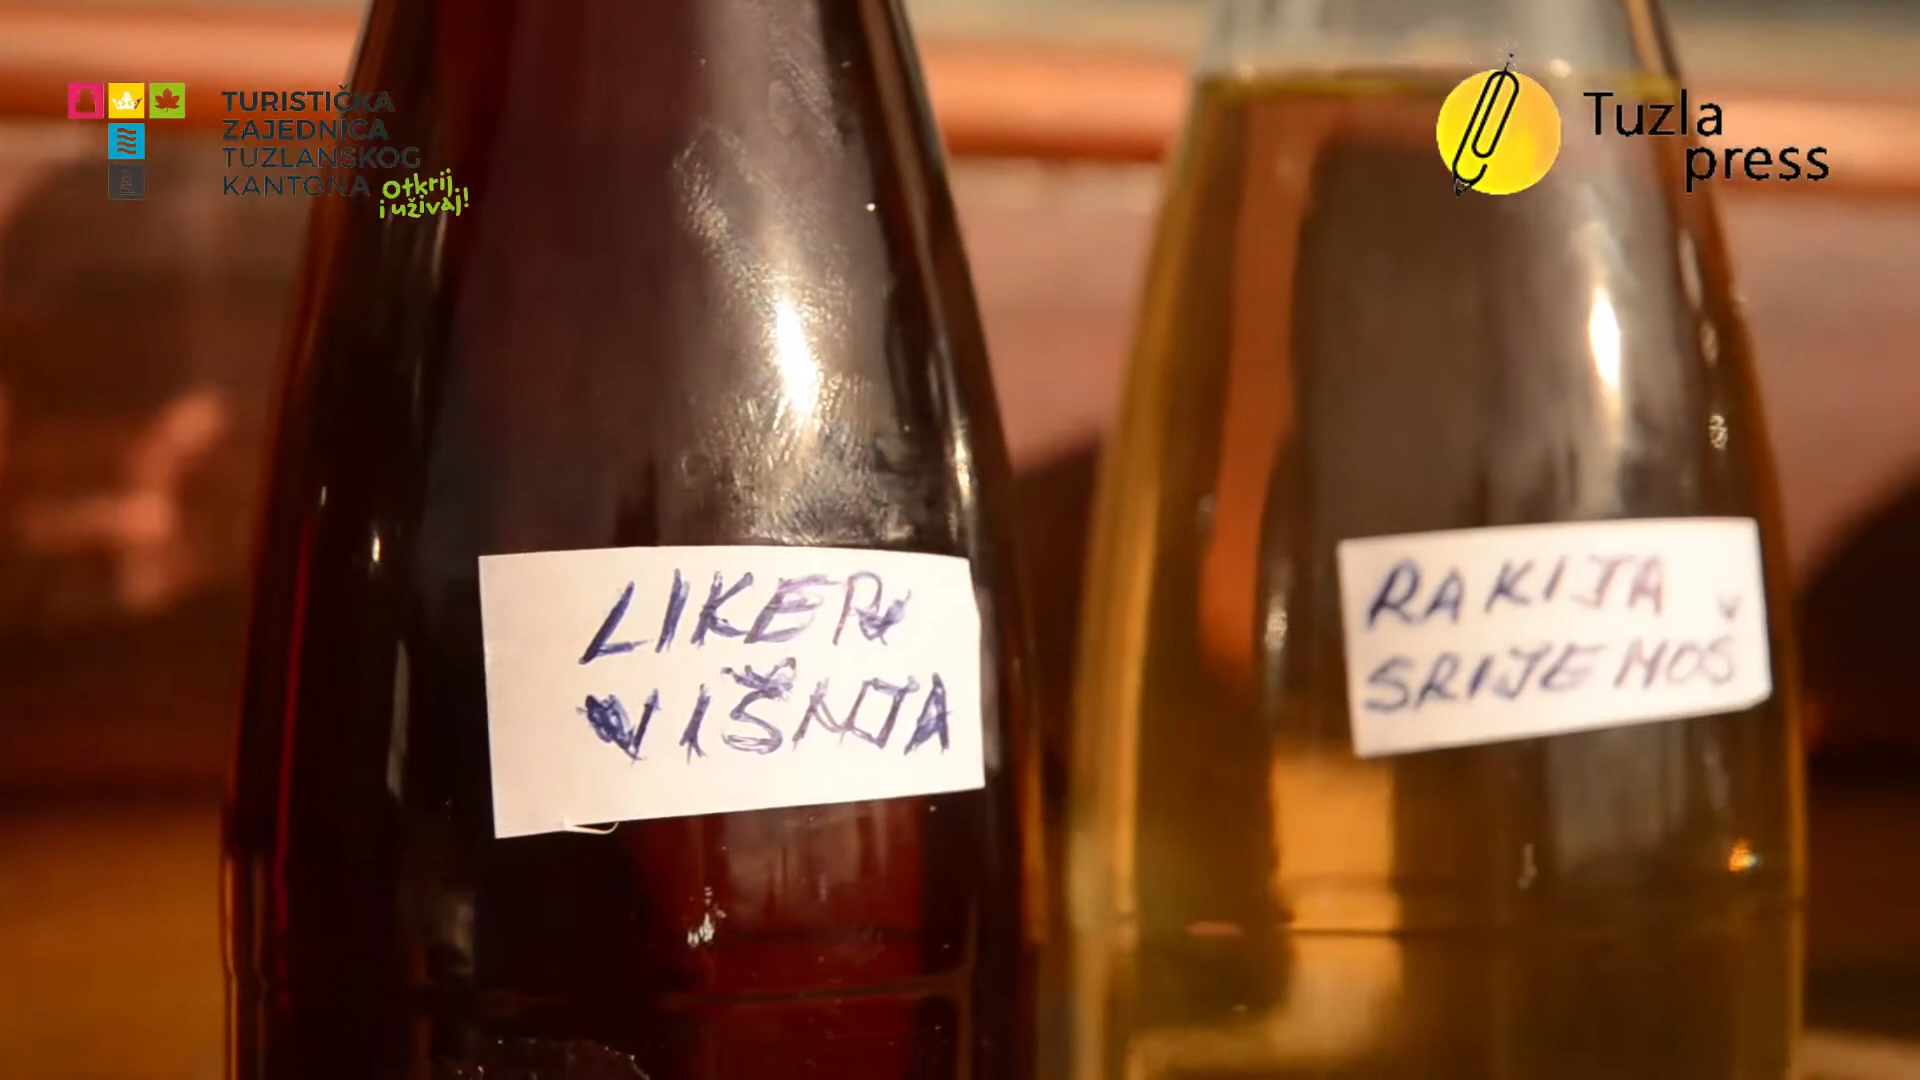 TURISTIČKA
ZAJEDNICA
TUZLANSKOG
KANTONA
Otkrij
i uživaj!
Tuzla
press
LIKER
VIŠNJA
RAKIJA
SRIJEMOŠ